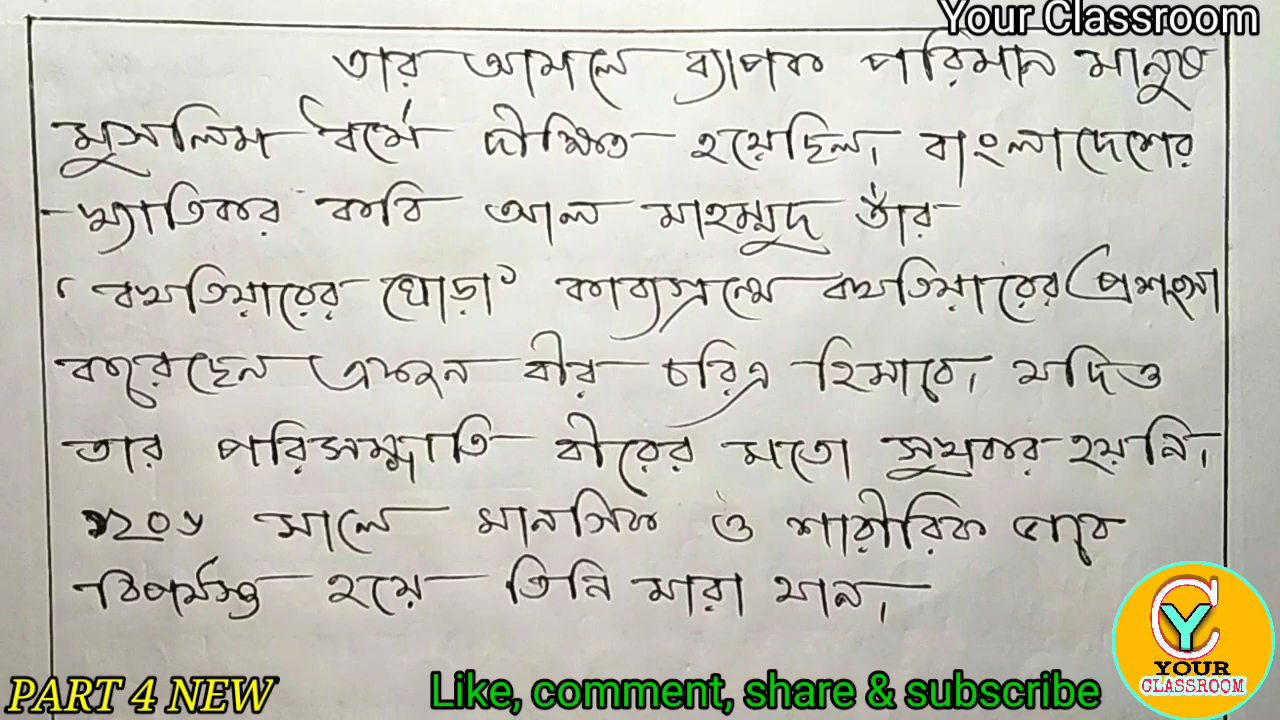 Your Classroom
তার আমলে ব্যাপক পরিমান মানুষ
মুসলিম ধর্মে দীক্ষিত হয়েছিল। বাংলাদেশের
খ্যাতিকার কবি আল মাহমুদ তাঁর
'বখতিয়ারের ঘোড়া' কাব্যগ্রন্থে বখতিয়ারের প্রশংসা
করেছেন একজন বীর চরিত্র হিসাবে। যদিও
তার পরিসমাপ্তি বীরের মতো সুখকর হয়নি।
১২০৬ সালে মানসিক ও শারীরিক ভাবে
বিপর্যস্ত হয়ে তিনি মারা যান।
PART 4 NEW
Like, comment, share & subscribe
CY
YOUR
CLASSROOM